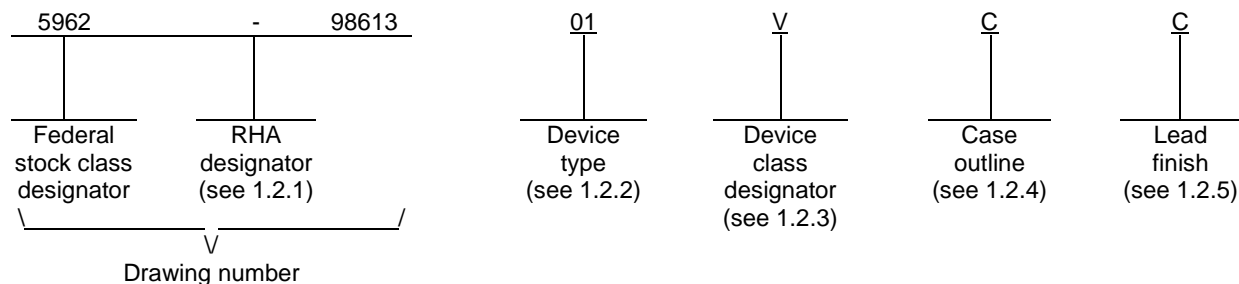 5962 - 98613 01 V C C
Federal RHA Device Device Case Lead
stock class designator type class outline finish
designator (see 1.2.1) (see 1.2.2) designator (see 1.2.4) (see 1.2.5)
(see 1.2.3)
Drawing number